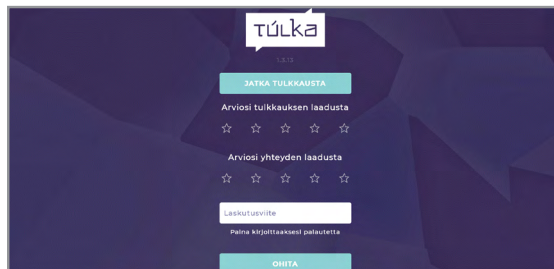 TÚLKA
1.3.13
JATKA TULKKAUSTA
Arviosi tulkkauksen laadusta
Arviosi yhteyden laadusta
Laskutusviite
Paina kirjoittaaksesi palautetta
OHITA